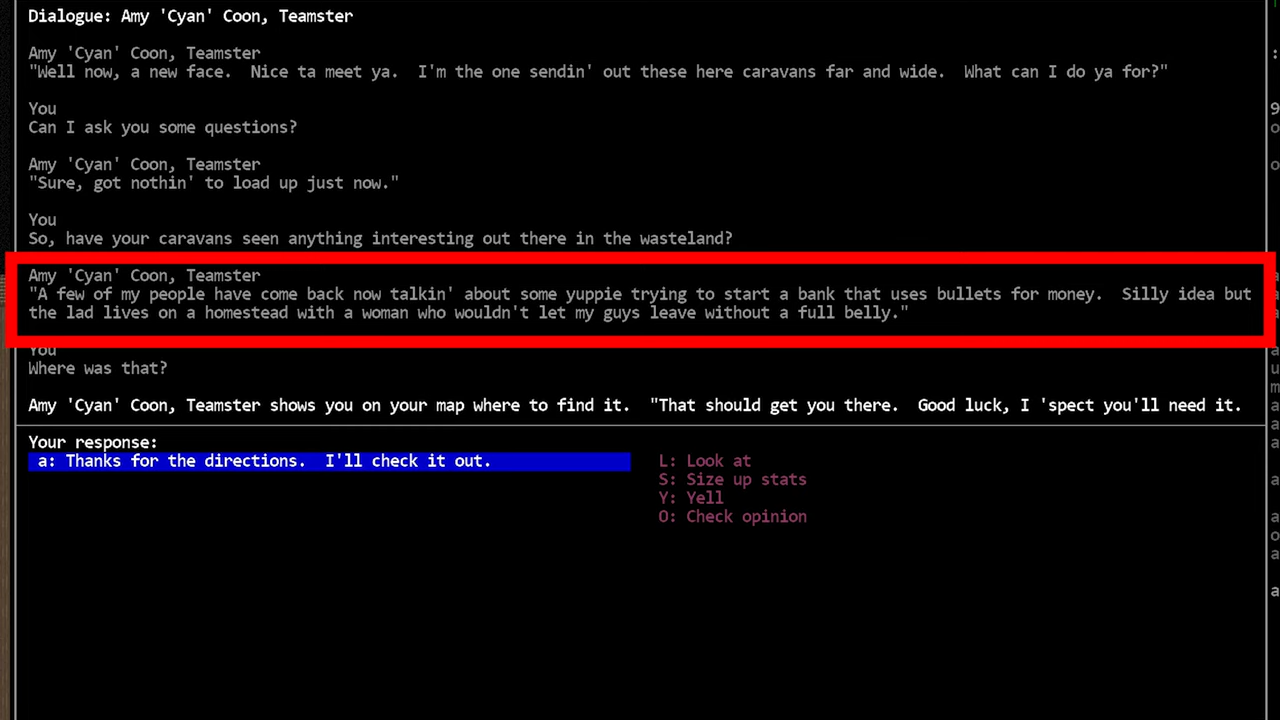 Dialogue: Amy 'Cyan' Coon, Teamster
Amy 'Cyan' Coon, Teamster
"Well now, a new face.  Nice ta meet ya.  I'm the one sendin' out these here caravans far and wide.  What can I do ya for?"
You
Can I ask you some questions?
Amy 'Cyan' Coon, Teamster
"Sure, got nothin' to load up just now."
You
So, have your caravans seen anything interesting out there in the wasteland?
Amy 'Cyan' Coon, Teamster
"A few of my people have come back now talkin' about some yuppie trying to start a bank that uses bullets for money.  Silly idea but
the lad lives on a homestead with a woman who wouldn't let my guys leave without a full belly."
You
Where was that?
Amy 'Cyan' Coon, Teamster shows you on your map where to find it.  "That should get you there.  Good luck, I 'spect you'll need it.
Your response:
a: Thanks for the directions.  I'll check it out.
L: Look at
S: Size up stats
Y: Yell
O: Check opinion